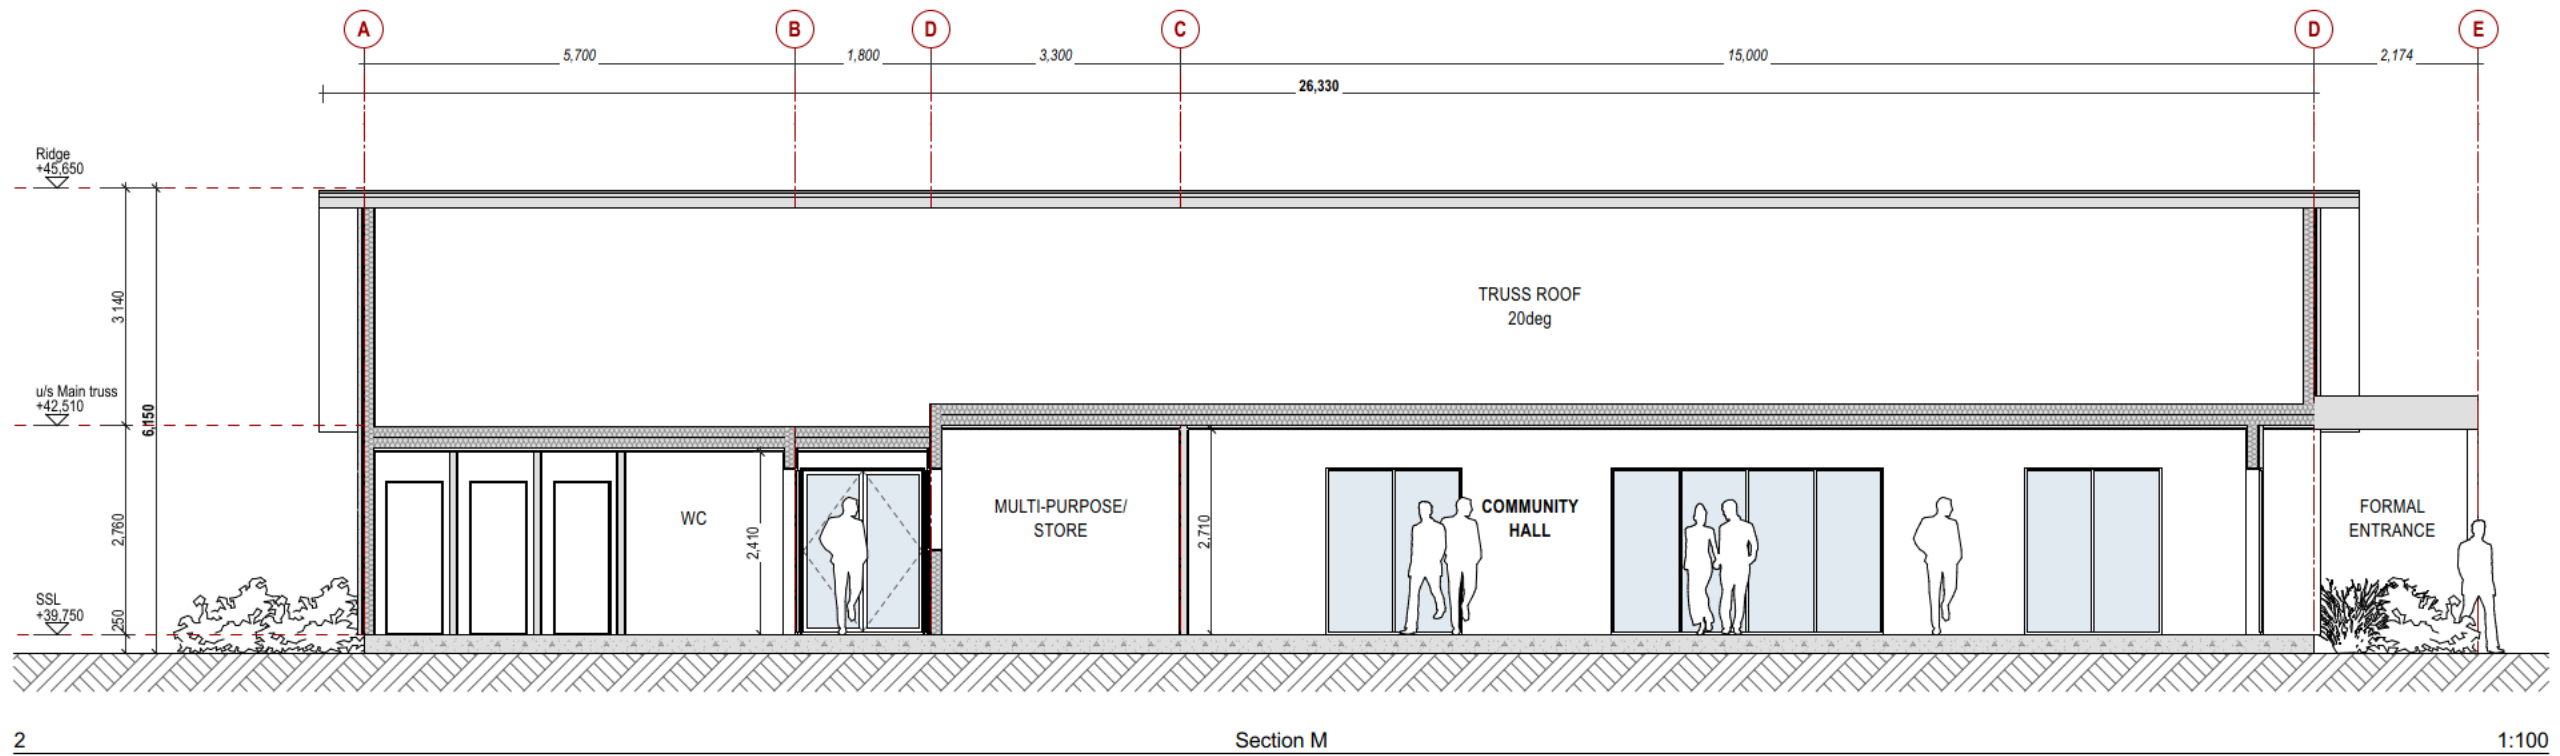 A B D C D E
5,700 1,800 3,300 15,000 2,174
26,330
Ridge
+45,650
3 140
TRUSS ROOF
20deg
u/s Main truss
+42,510
6,150
WC
2,760
2,410
MULTI-PURPOSE/
STORE
2,710
COMMUNITY
HALL
FORMAL
ENTRANCE
SSL
+39,750
250
2 Section M 1:100